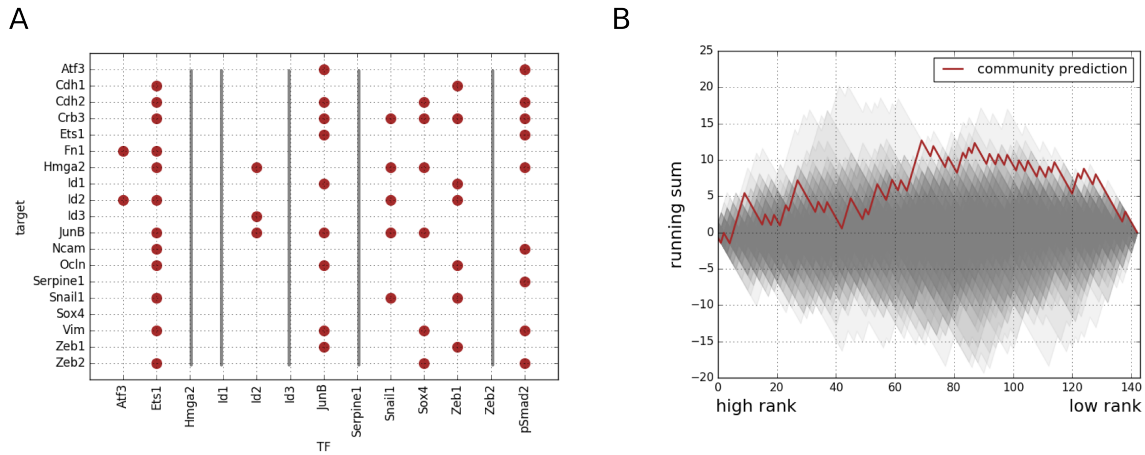 A
B
Atf3
Cdh1
Cdh2
Crb3
Ets1
Fn1
Hmga2
Id1
Id2
Id3
JunB
Ncam
Ocln
Serpine1
Snail1
Sox4
Vim
Zeb1
Zeb2
target
Atf3
Ets1
Hmga2
Id1
Id2
Id3
JunB
Serpine1
Snail1
Sox4
Zeb1
Zeb2
pSmad2
TF
25
20
15
10
5
0
−5
−10
−15
−20
running sum
community prediction
0 20 40 60 80 100 120 140
high rank low rank